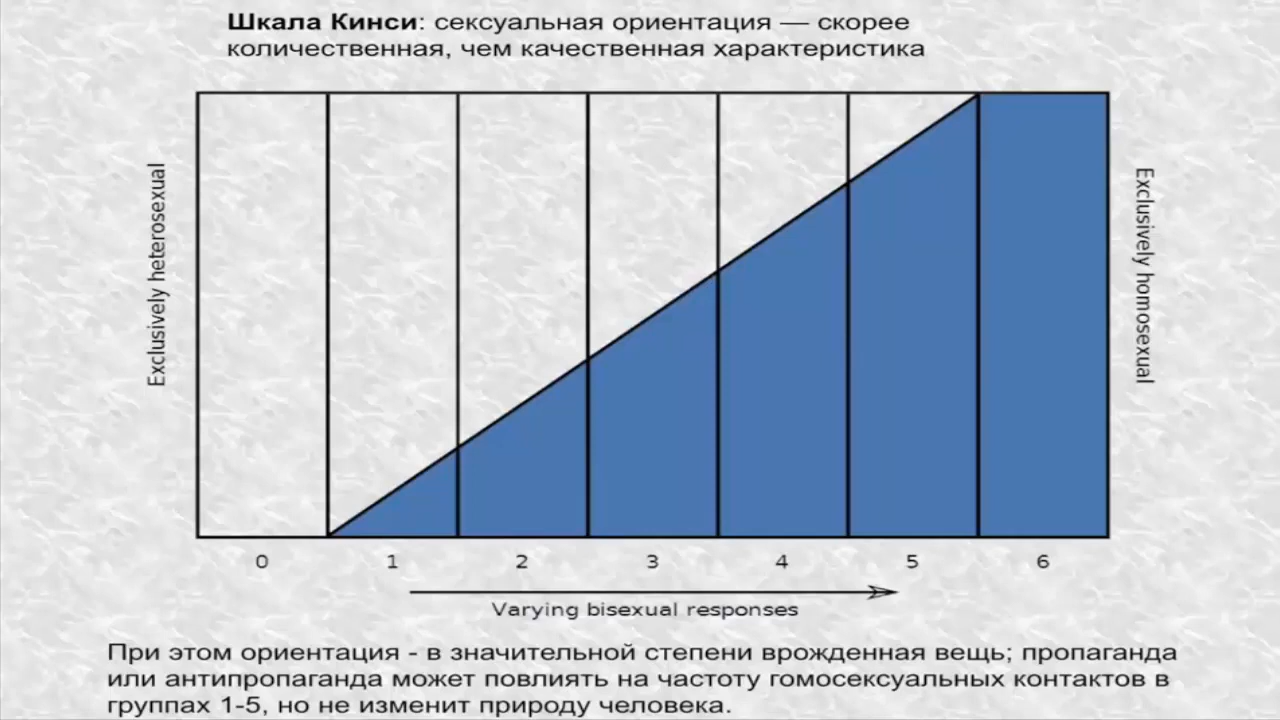 Шкала Кинси: сексуальная ориентация — скорее
количественная, чем качественная характеристика
Exclusively heterosexual
Exclusively homosexual
0 1 2 3 4 5 6
Varying bisexual responses
При этом ориентация - в значительной степени врожденная вещь; пропаганда
или антипропаганда может повлиять на частоту гомосексуальных контактов в
группах 1-5, но не изменит природу человека.